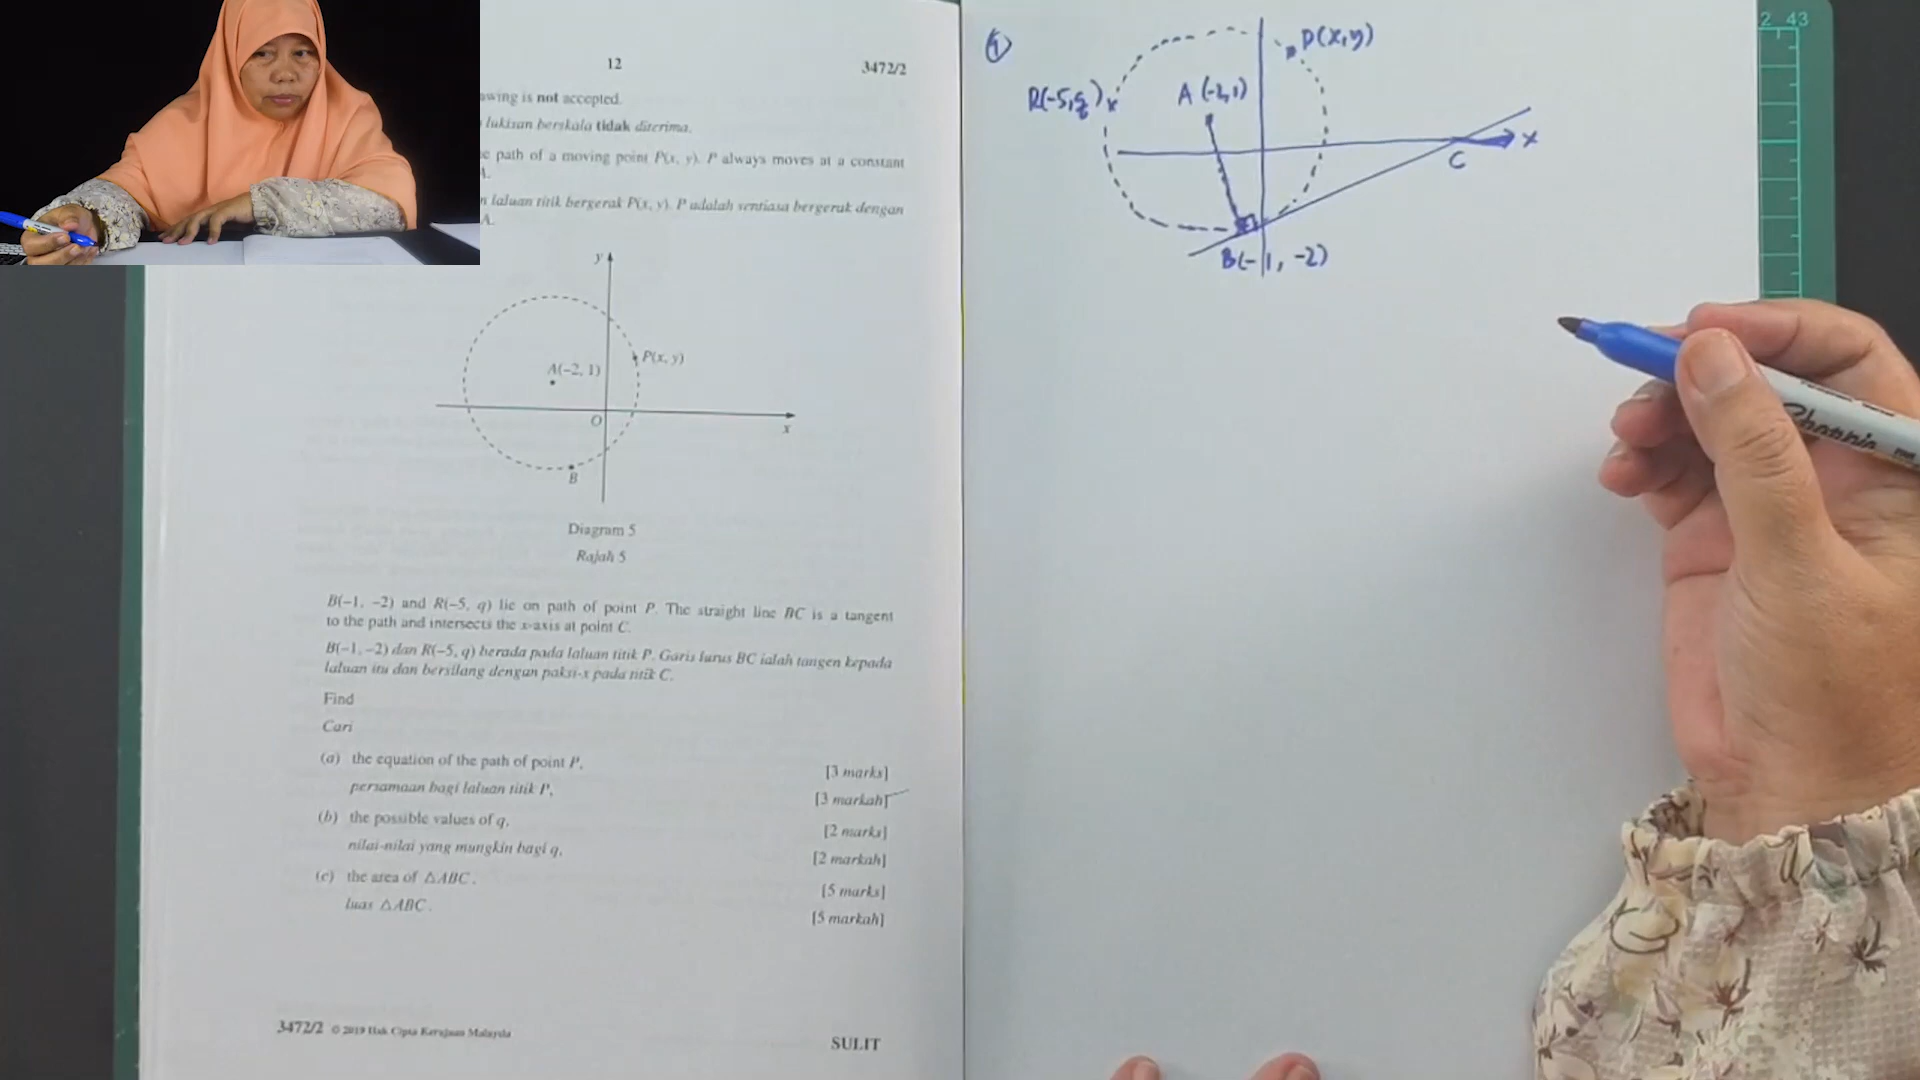 12
3472/2
awing is not accepted.
lukisan berskala tidak diterima.
path of a moving point P(x, y). P always moves at a constant
A.
laluan titik bergerak P(x, y). P adalah sentiasa bergerak dengan
A.
y
P(x, y)
A(−2, 1)
O
x
B
Diagram 5
Rajah 5
B(−1, −2) and R(−5, q) lie on path of point P. The straight line BC is a tangent
to the path and intersects the x-axis at point C.
B(−1, −2) dan R(−5, q) berada pada laluan titik P. Garis lurus BC ialah tangen kepada
laluan itu dan bersilang dengan paksi-x pada titik C.
Find
Cari
(a) the equation of the path of point P, [3 marks]
persamaan bagi laluan titik P, [3 markah]
(b) the possible values of q, [2 marks]
nilai-nilai yang mungkin bagi q, [2 markah]
(c) the area of △ABC. [5 marks]
luas △ABC. [5 markah]
3472/2 © 2019 Hak Cipta Kerajaan Malaysia
SULIT
P(x, y)
R(-5, q)
A(-2, 1)
x
C
B(-1, -2)
2 43
Sharpie